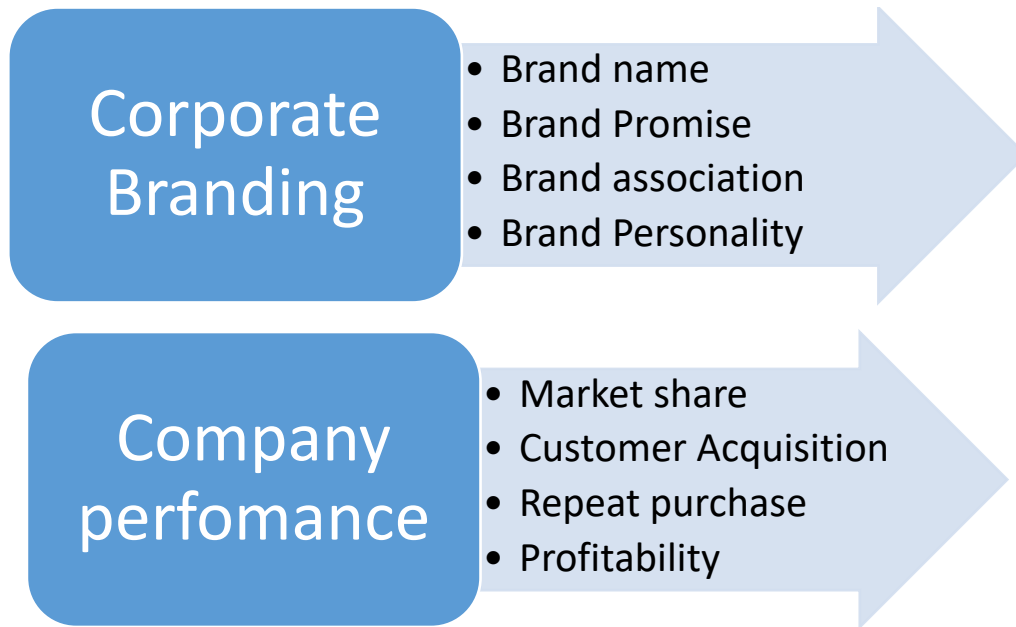 Corporate
Branding
• Brand name
• Brand Promise
• Brand association
• Brand Personality
Company
perfomance
• Market share
• Customer Acquisition
• Repeat purchase
• Profitability